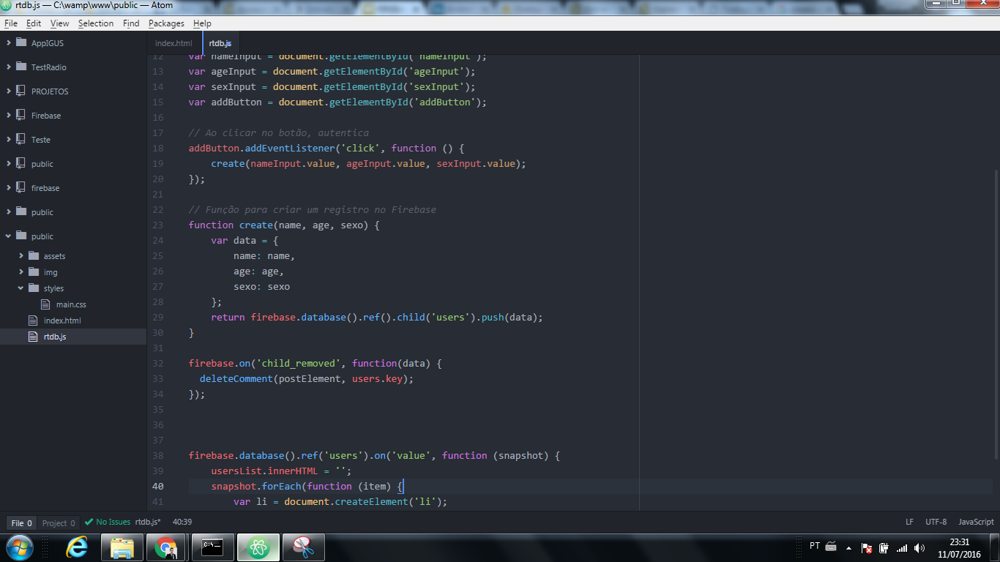 rtdb.js — C:\wamp\www\public — Atom
File Edit View Selection Find Packages Help
AppIGUS
TestRadio
PROJETOS
Firebase
Teste
public
firebase
public
public
assets
img
styles
main.css
index.html
rtdb.js
index.html rtdb.js
12 var nameInput = document.getElementById('nameInput');
13 var ageInput = document.getElementById('ageInput');
14 var sexInput = document.getElementById('sexInput');
15 var addButton = document.getElementById('addButton');
16
17 // Ao clicar no botão, autentica
18 addButton.addEventListener('click', function () {
19 create(nameInput.value, ageInput.value, sexInput.value);
20 });
21
22 // Função para criar um registro no Firebase
23 function create(name, age, sexo) {
24 var data = {
25 name: name,
26 age: age,
27 sexo: sexo
28 };
29 return firebase.database().ref().child('users').push(data);
30 }
31
32 firebase.on('child_removed', function(data) {
33 deleteComment(postElement, users.key);
34 });
35
36
37
38 firebase.database().ref('users').on('value', function (snapshot) {
39 usersList.innerHTML = '';
40 snapshot.forEach(function (item) {
41 var li = document.createElement('li');
File 0 Project 0 No Issues rtdb.js* 40:39 LF UTF-8 JavaScript
PT 23:31
11/07/2016